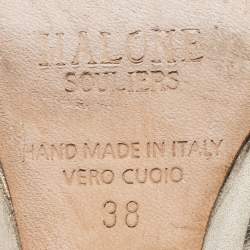 MALONE
SOULIERS
HAND MADE IN ITALY
VERO CUOIO
38